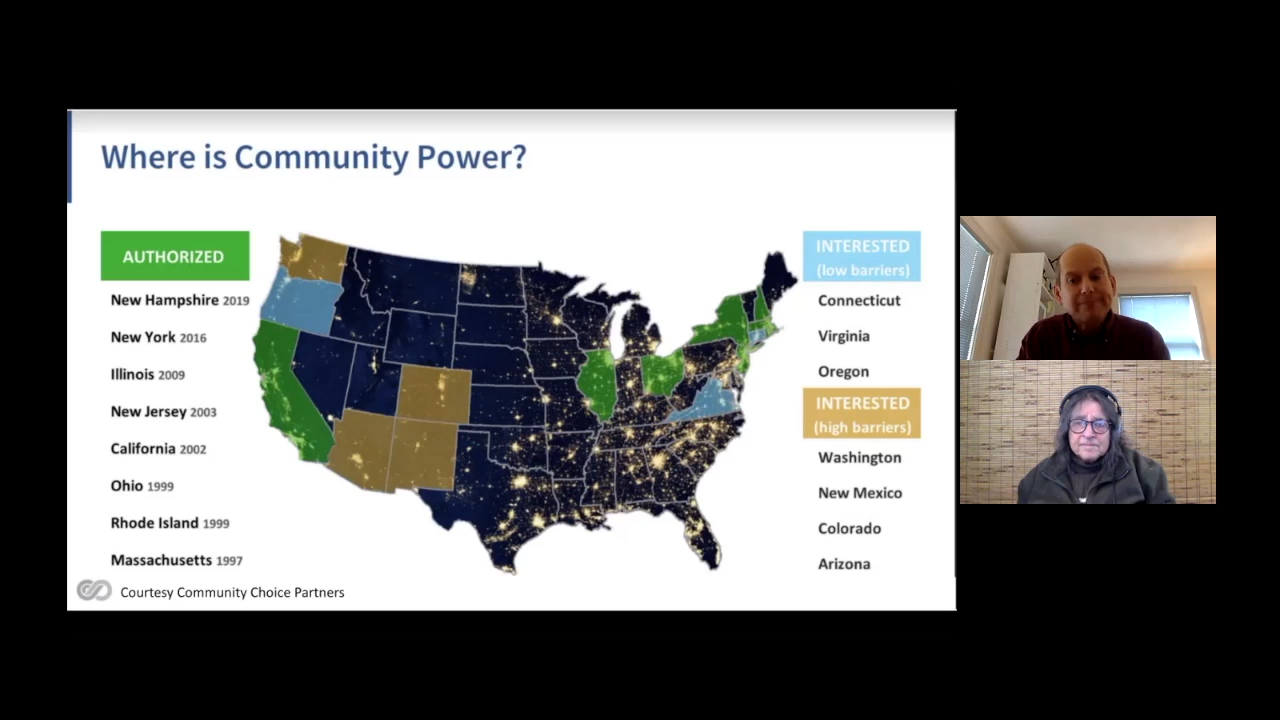 Where is Community Power?
AUTHORIZED
New Hampshire 2019
New York 2016
Illinois 2009
New Jersey 2003
California 2002
Ohio 1999
Rhode Island 1999
Massachusetts 1997
Courtesy Community Choice Partners
INTERESTED
(low barriers)
Connecticut
Virginia
Oregon
INTERESTED
(high barriers)
Washington
New Mexico
Colorado
Arizona